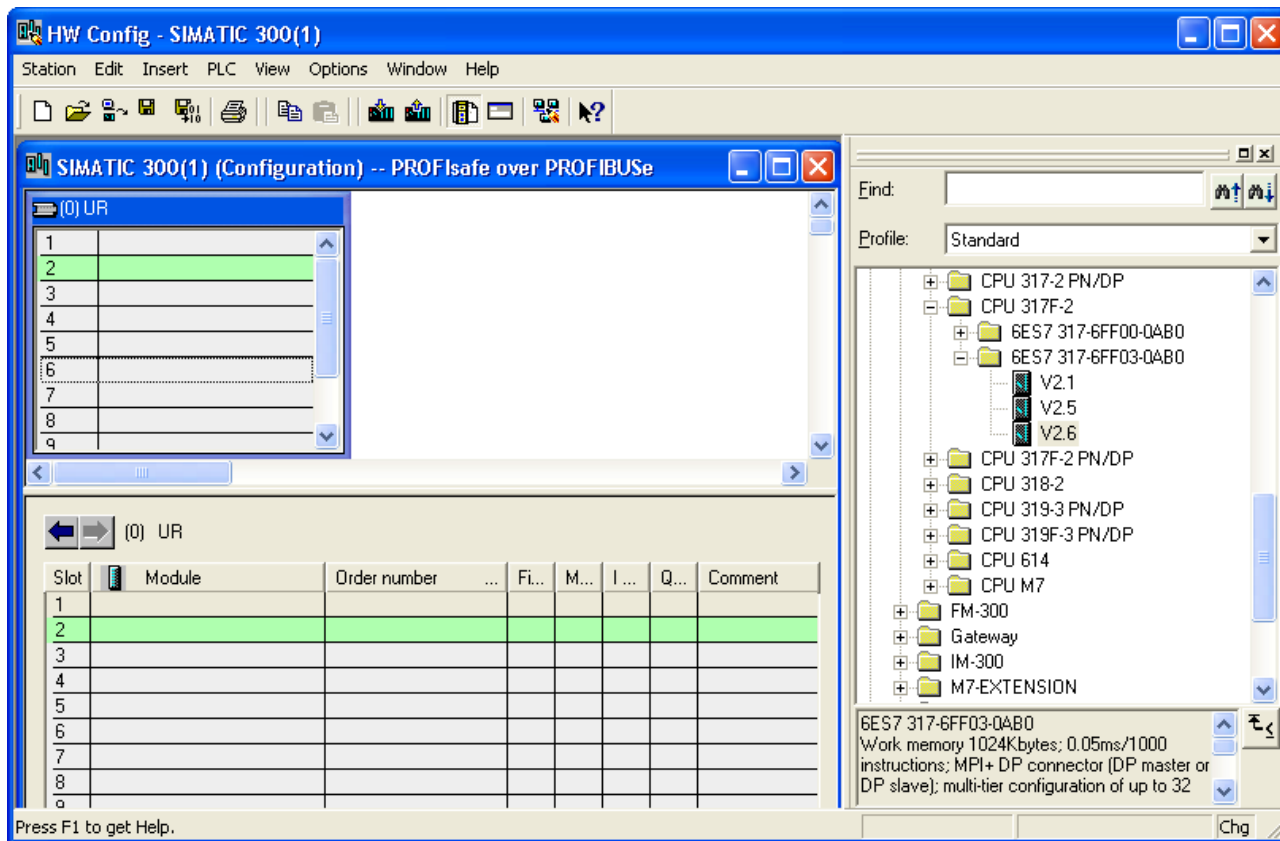 HW Config - SIMATIC 300(1)
Station Edit Insert PLC View Options Window Help
SIMATIC 300(1) (Configuration) -- PROFIsafe over PROFIBUSe
(0) UR
1
2
3
4
5
6
7
8
9
(0) UR
Slot Module Order number ... Fi... M... I ... Q... Comment
1
2
3
4
5
6
7
8
9
Find:
Profile: Standard
CPU 317-2 PN/DP
CPU 317F-2
6ES7 317-6FF00-0AB0
6ES7 317-6FF03-0AB0
V2.1
V2.5
V2.6
CPU 317F-2 PN/DP
CPU 318-2
CPU 319-3 PN/DP
CPU 319F-3 PN/DP
CPU 614
CPU M7
FM-300
Gateway
IM-300
M7-EXTENSION
6ES7 317-6FF03-0AB0
Work memory 1024Kbytes; 0.05ms/1000
instructions; MPI+ DP connector (DP master or
DP slave); multi-tier configuration of up to 32
Press F1 to get Help.
Chg